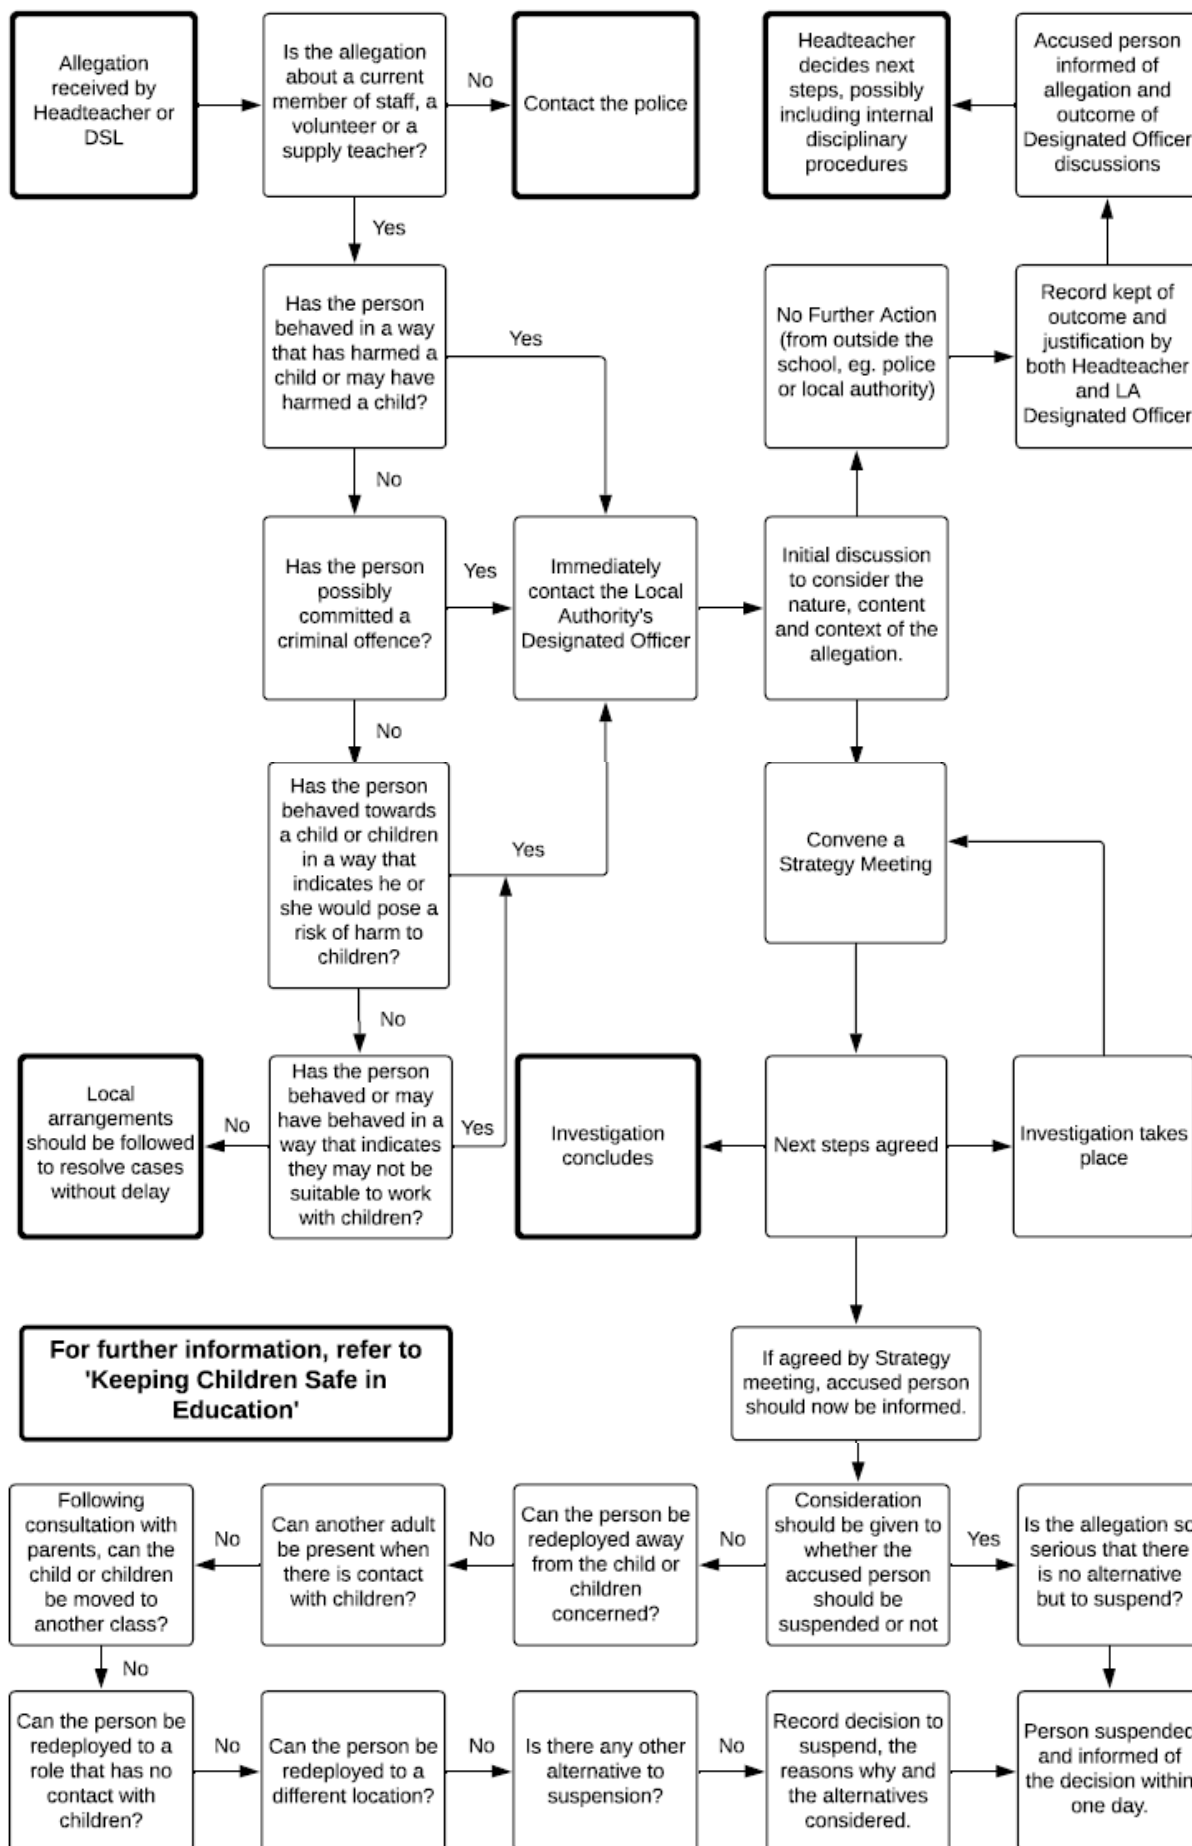 Allegation
received by
Headteacher or
DSL
Is the allegation
about a current
member of staff, a
volunteer or a
supply teacher?
No
Contact the police
Headteacher
decides next
steps, possibly
including internal
disciplinary
procedures
Accused person
informed of
allegation and
outcome of
Designated Officer
discussions
Yes
Has the person
behaved in a way
that has harmed a
child or may have
harmed a child?
Yes
No Further Action
(from outside the
school, eg. police
or local authority)
Record kept of
outcome and
justification by
both Headteacher
and LA
Designated Officer
No
Has the person
possibly
committed a
criminal offence?
Yes
Immediately
contact the Local
Authority's
Designated Officer
Initial discussion
to consider the
nature, content
and context of the
allegation.
No
Has the person
behaved towards
a child or children
in a way that
indicates he or
she would pose a
risk of harm to
children?
Yes
Convene a
Strategy Meeting
No
Local
arrangements
should be followed
to resolve cases
without delay
No
Has the person
behaved or may
have behaved in a
way that indicates
they may not be
suitable to work
with children?
Yes
Investigation
concludes
Next steps agreed
Investigation takes
place
For further information, refer to
'Keeping Children Safe in
Education'
If agreed by Strategy
meeting, accused person
should now be informed.
Following
consultation with
parents, can the
child or children
be moved to
another class?
No
Can another adult
be present when
there is contact
with children?
No
Can the person be
redeployed away
from the child or
children
concerned?
No
Consideration
should be given to
whether the
accused person
should be
suspended or not
Yes
Is the allegation so
serious that there
is no alternative
but to suspend?
No
Can the person be
redeployed to a
role that has no
contact with
children?
No
Can the person be
redeployed to a
different location?
No
Is there any other
alternative to
suspension?
No
Record decision to
suspend, the
reasons why and
the alternatives
considered.
Person suspended
and informed of
the decision within
one day.